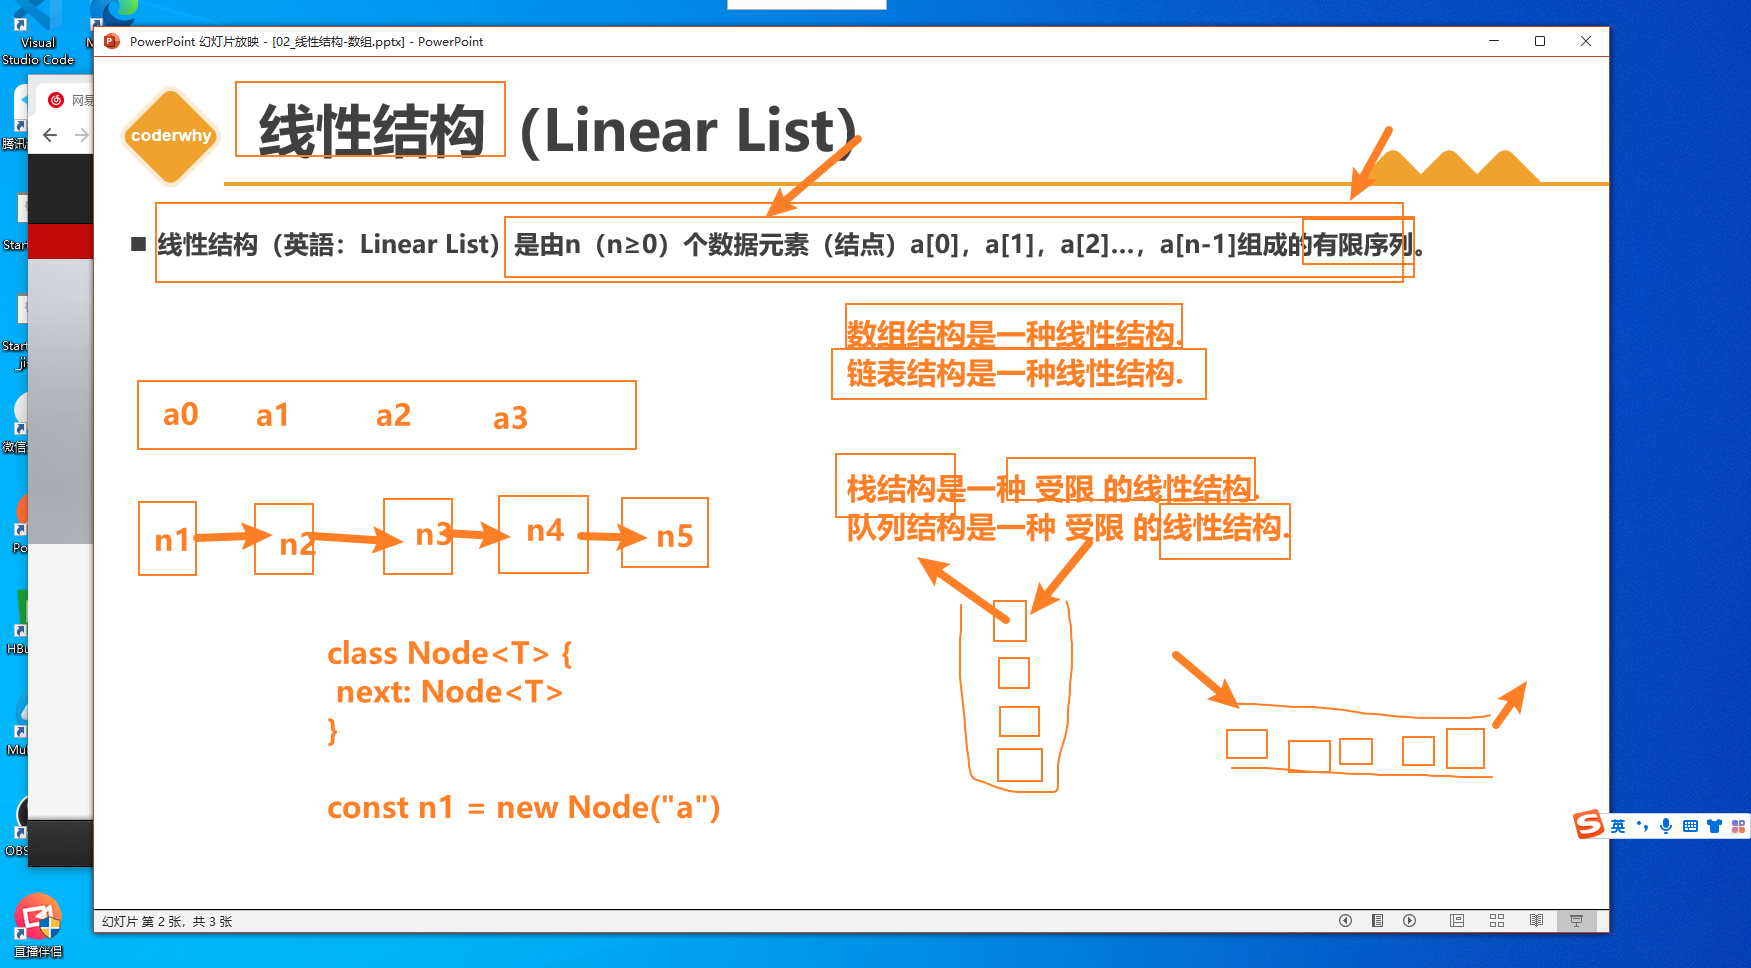 Visual
Studio Code
PowerPoint 幻灯片放映 - [02_线性结构-数组.pptx] - PowerPoint
网易
coderwhy
线性结构（Linear List）
腾讯
■ 线性结构（英語：Linear List）是由n（n≥0）个数据元素（结点）a[0]，a[1]，a[2]…，a[n-1]组成的有限序列。
Start
数组结构是一种线性结构.
链表结构是一种线性结构.
Start
_ji
a0 a1 a2 a3
微信
栈结构是一种 受限 的线性结构.
队列结构是一种 受限 的线性结构.
n1 n2 n3 n4 n5
Po
HBu
class Node<T> {
next: Node<T>
}
Mul
const n1 = new Node("a")
英
OBS
幻灯片 第 2 张，共 3 张
直播伴侣